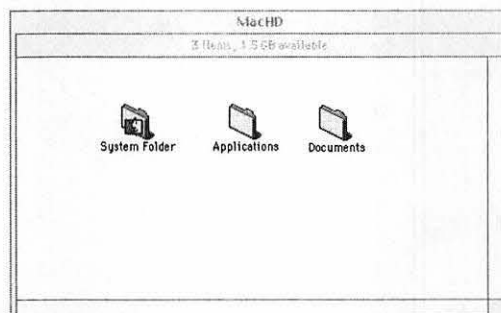 MacHD
3 items, 1.5 GB available
System Folder
Applications
Documents